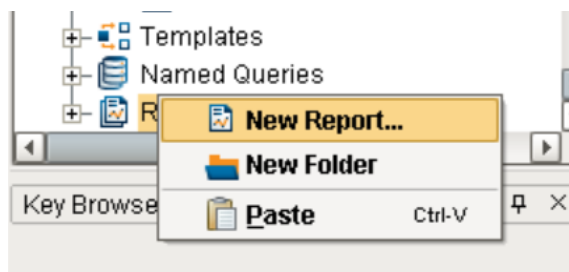 Templates
Named Queries
R
New Report...
New Folder
Key Browse
Paste Ctrl-V